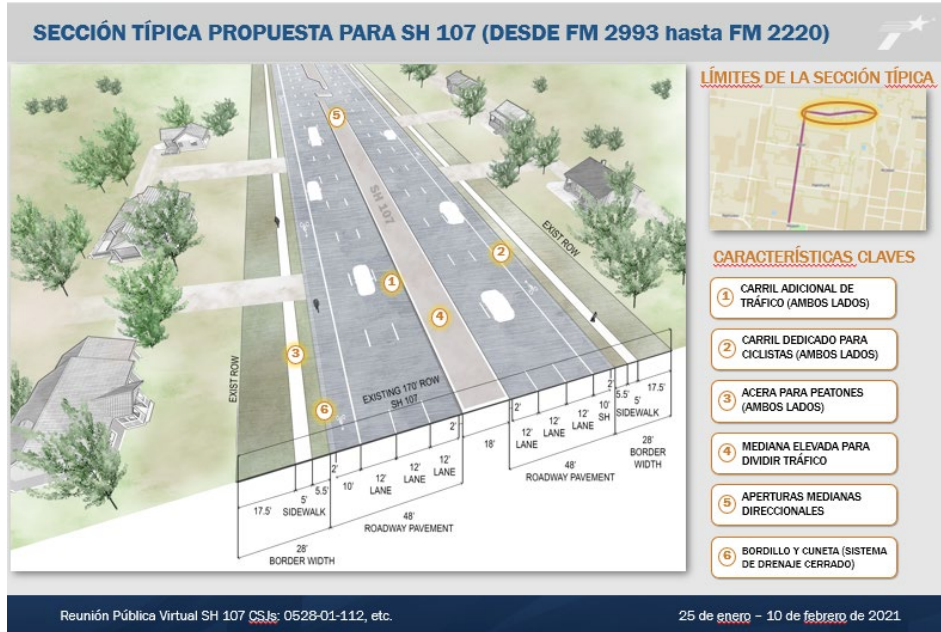 SECCIÓN TÍPICA PROPUESTA PARA SH 107 (DESDE FM 2993 hasta FM 2220)
LÍMITES DE LA SECCIÓN TÍPICA
CARACTERÍSTICAS CLAVES
1 CARRIL ADICIONAL DE
TRÁFICO (AMBOS LADOS)
2 CARRIL DEDICADO PARA
CICLISTAS (AMBOS LADOS)
3 ACERA PARA PEATONES
(AMBOS LADOS)
4 MEDIANA ELEVADA PARA
DIVIDIR TRÁFICO
5 APERTURAS MEDIANAS
DIRECCIONALES
6 BORDILLO Y CUNETA (SISTEMA
DE DRENAJE CERRADO)
5
SH 107
EXIST ROW
2
1
4
3
6
EXIST ROW
EXISTING 170' ROW
SH 107
17.5'
5'
SIDEWALK
5.5'
2'
10'
12'
LANE
12'
LANE
12'
LANE
2'
18'
2'
12'
LANE
12'
LANE
12'
LANE
10'
SH
2'
5.5'
5'
SIDEWALK
17.5'
48'
ROADWAY PAVEMENT
28'
BORDER WIDTH
48'
ROADWAY PAVEMENT
28'
BORDER
WIDTH
Reunión Pública Virtual SH 107 CSJs: 0528-01-112, etc.
25 de enero – 10 de febrero de 2021